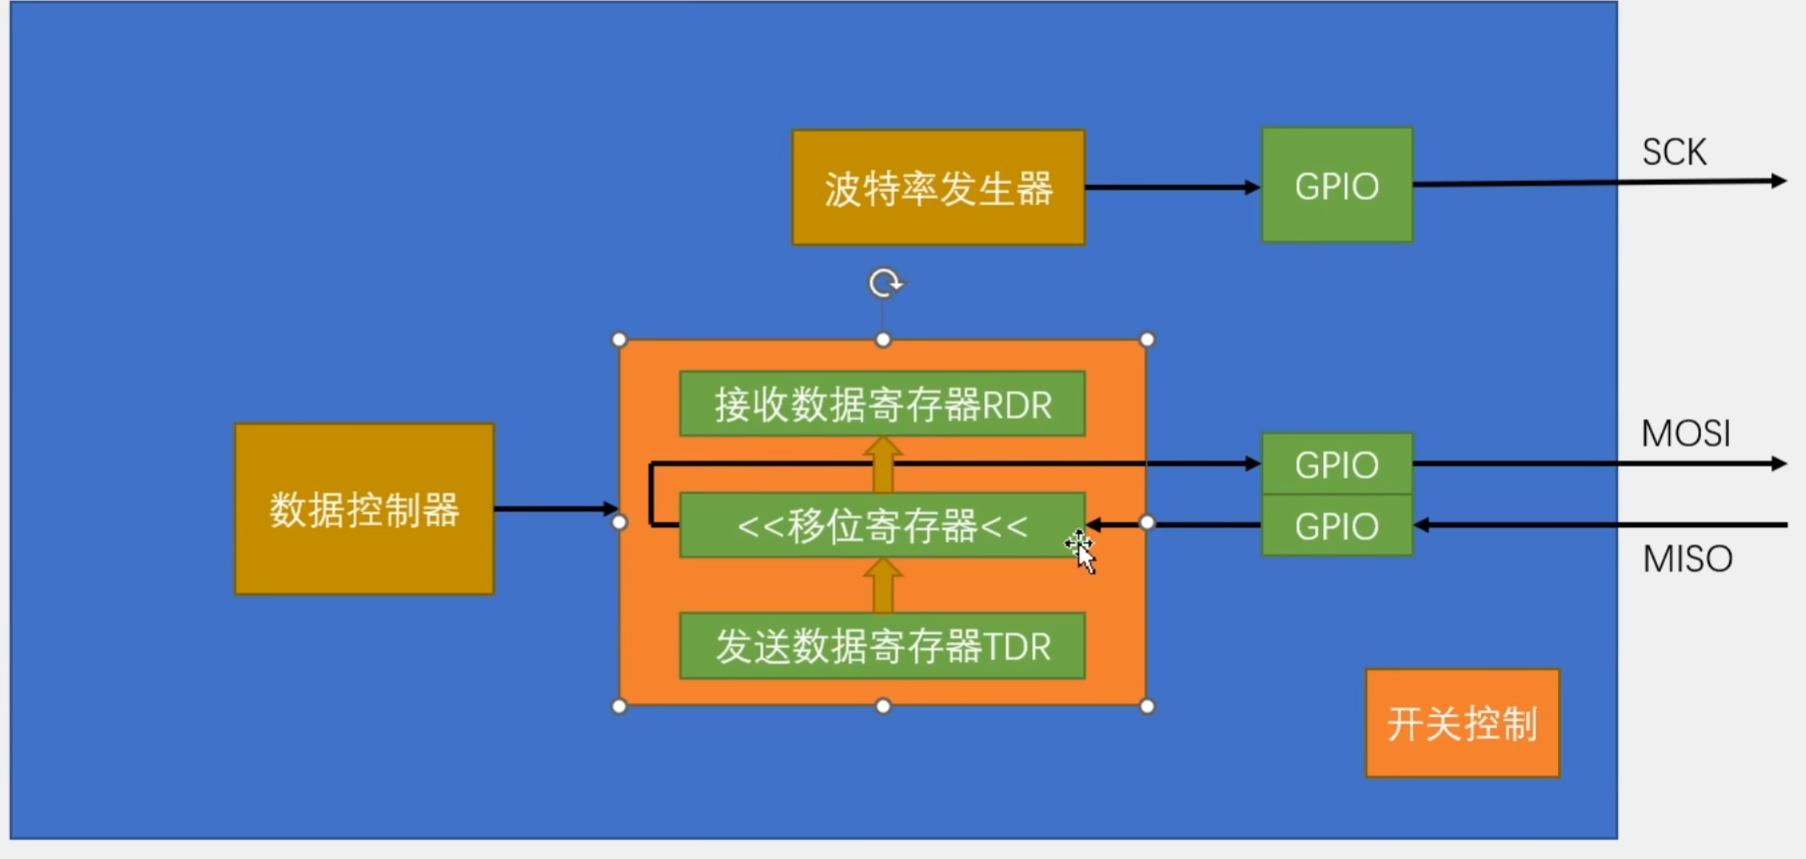 波特率发生器
GPIO
SCK
接收数据寄存器RDR
GPIO
MOSI
数据控制器
<<移位寄存器<<
GPIO
MISO
发送数据寄存器TDR
开关控制